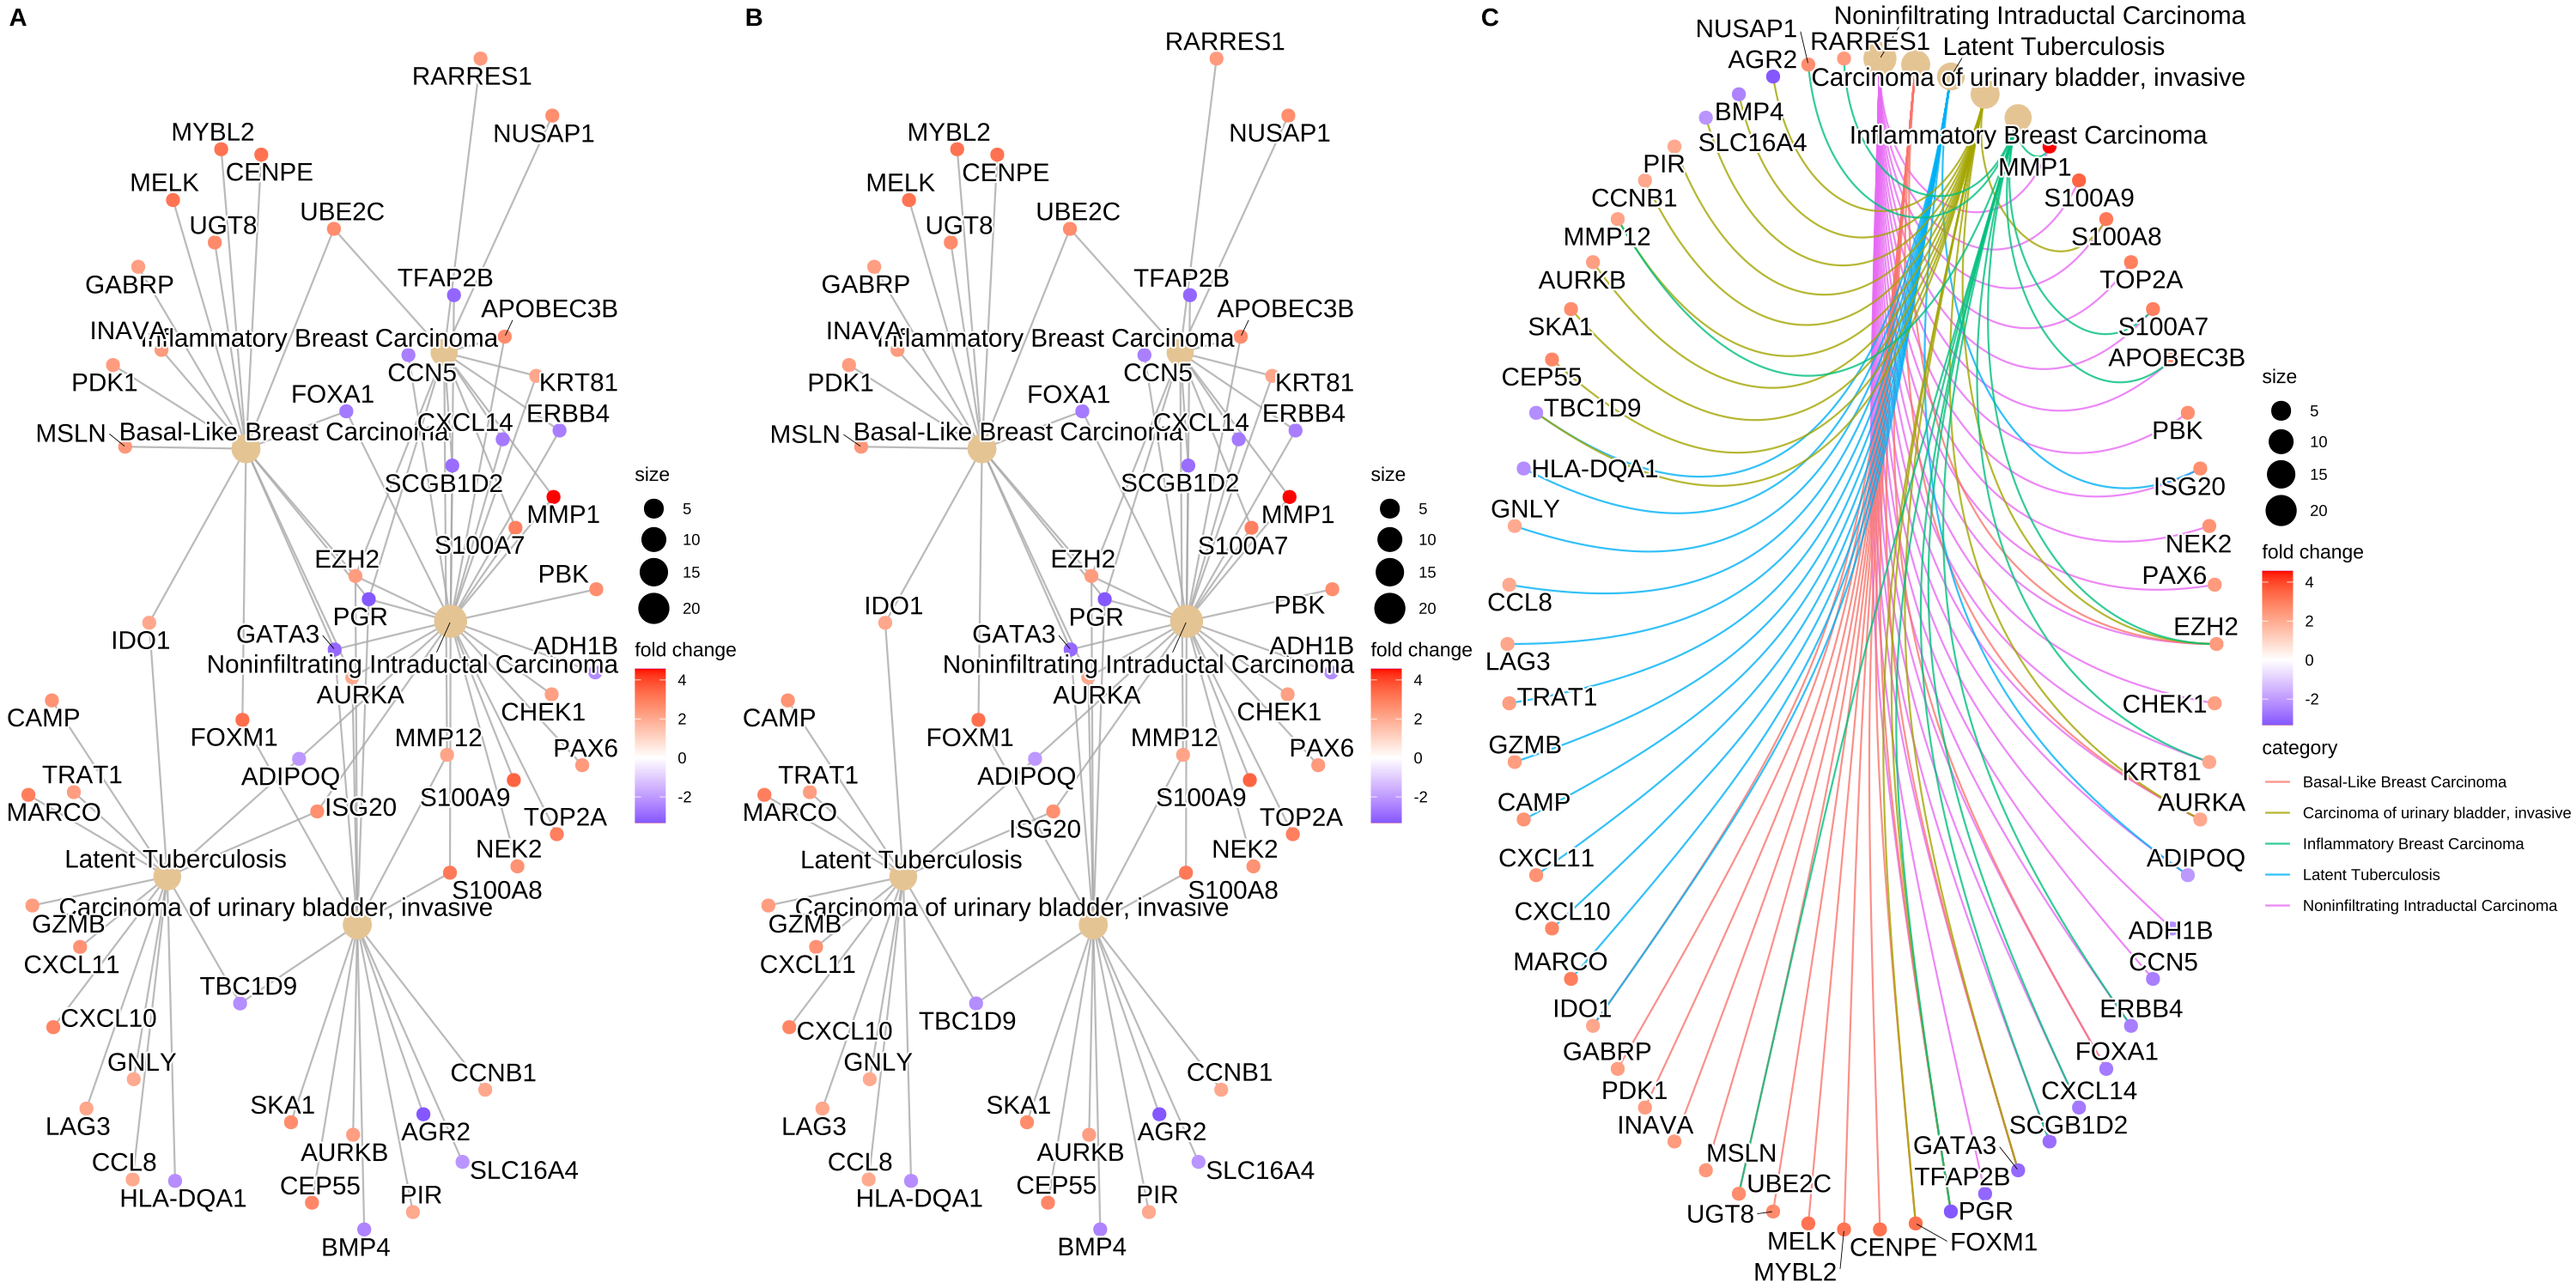 A
RARRES1
NUSAP1
MYBL2
CENPE
MELK
UGT8
UBE2C
GABRP
TFAP2B
APOBEC3B
INAVA
Inflammatory Breast Carcinoma
PDK1
CCN5
FOXA1
KRT81
ERBB4
CXCL14
MSLN
Basal-Like Breast Carcinoma
SCGB1D2
MMP1
S100A7
EZH2
PBK
PGR
IDO1
GATA3
ADH1B
Noninfiltrating Intraductal Carcinoma
AURKA
CHEK1
CAMP
FOXM1
MMP12
PAX6
TRAT1
ADIPOQ
MARCO
ISG20
S100A9
TOP2A
NEK2
Latent Tuberculosis
S100A8
Carcinoma of urinary bladder, invasive
GZMB
CXCL11
TBC1D9
CXCL10
GNLY
CCNB1
LAG3
SKA1
AGR2
AURKB
CCL8
SLC16A4
HLA-DQA1
CEP55
PIR
BMP4
size
5
10
15
20
fold change
4
2
0
-2
B
RARRES1
NUSAP1
MYBL2
CENPE
MELK
UGT8
UBE2C
GABRP
TFAP2B
APOBEC3B
INAVA
Inflammatory Breast Carcinoma
PDK1
CCN5
FOXA1
KRT81
ERBB4
CXCL14
MSLN
Basal-Like Breast Carcinoma
SCGB1D2
MMP1
S100A7
EZH2
PBK
PGR
IDO1
GATA3
ADH1B
Noninfiltrating Intraductal Carcinoma
AURKA
CHEK1
CAMP
FOXM1
MMP12
PAX6
TRAT1
ADIPOQ
MARCO
ISG20
S100A9
TOP2A
NEK2
Latent Tuberculosis
S100A8
Carcinoma of urinary bladder, invasive
GZMB
CXCL11
TBC1D9
CXCL10
GNLY
CCNB1
LAG3
SKA1
AGR2
AURKB
CCL8
SLC16A4
HLA-DQA1
CEP55
PIR
BMP4
size
5
10
15
20
fold change
4
2
0
-2
C
Noninfiltrating Intraductal Carcinoma
NUSAP1
RARRES1
Latent Tuberculosis
AGR2
Carcinoma of urinary bladder, invasive
BMP4
SLC16A4
Inflammatory Breast Carcinoma
PIR
MMP1
CCNB1
S100A9
MMP12
S100A8
AURKB
TOP2A
SKA1
S100A7
APOBEC3B
CEP55
TBC1D9
PBK
HLA-DQA1
ISG20
GNLY
NEK2
PAX6
CCL8
EZH2
LAG3
TRAT1
CHEK1
GZMB
KRT81
CAMP
AURKA
CXCL11
ADIPOQ
CXCL10
ADH1B
MARCO
CCN5
IDO1
ERBB4
GABRP
FOXA1
PDK1
CXCL14
INAVA
SCGB1D2
MSLN
GATA3
UBE2C
TFAP2B
UGT8
PGR
MELK
CENPE
FOXM1
MYBL2
size
5
10
15
20
fold change
4
2
0
-2
category
Basal-Like Breast Carcinoma
Carcinoma of urinary bladder, invasive
Inflammatory Breast Carcinoma
Latent Tuberculosis
Noninfiltrating Intraductal Carcinoma